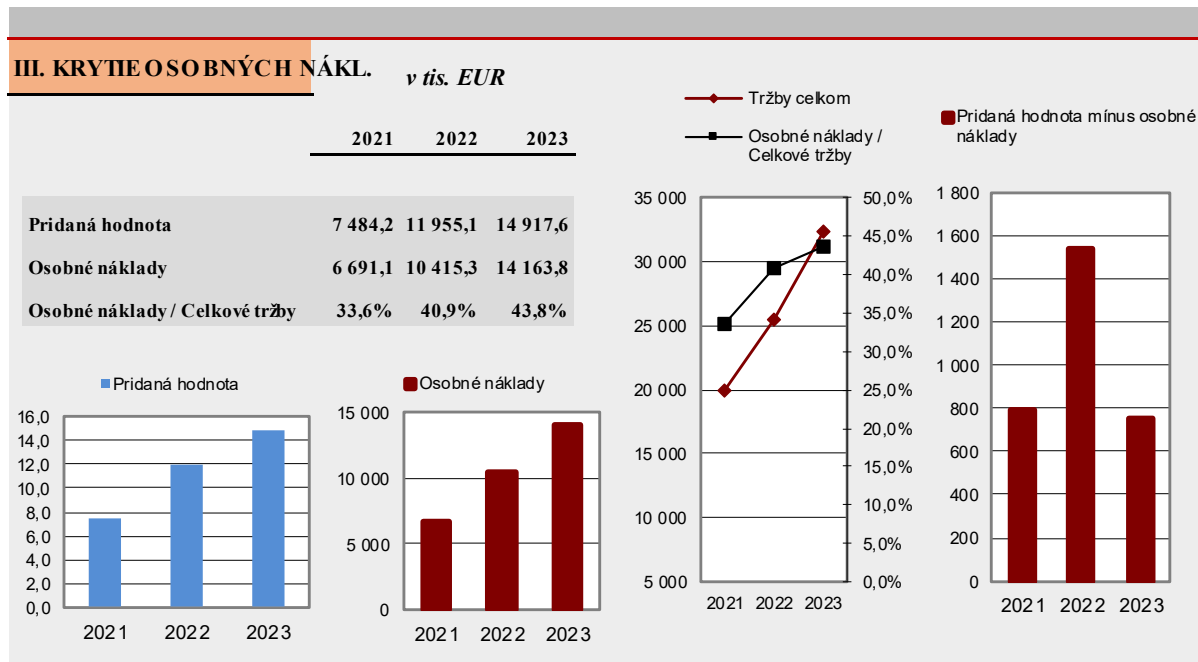 III. KRYTIE OSOBNÝCH NÁKL. v tis. EUR
2021 2022 2023
Pridaná hodnota 7 484,2 11 955,1 14 917,6
Osobné náklady 6 691,1 10 415,3 14 163,8
Osobné náklady / Celkové tržby 33,6% 40,9% 43,8%
Pridaná hodnota
16,0
14,0
12,0
10,0
8,0
6,0
4,0
2,0
0,0
2021 2022 2023
Osobné náklady
15 000
10 000
5 000
0
2021 2022 2023
Tržby celkom
Osobné náklady /
Celkové tržby
35 000
30 000
25 000
20 000
15 000
10 000
5 000
50,0%
45,0%
40,0%
35,0%
30,0%
25,0%
20,0%
15,0%
10,0%
5,0%
0,0%
2021 2022 2023
Pridaná hodnota mínus osobné
náklady
1 800
1 600
1 400
1 200
1 000
800
600
400
200
0
2021 2022 2023